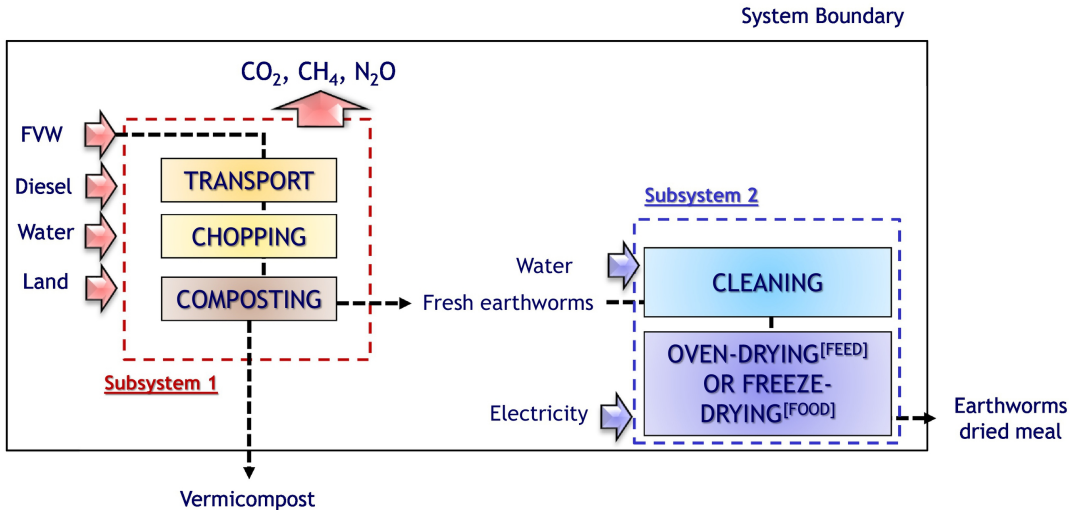 System Boundary
CO₂, CH₄, N₂O
FVW
Diesel
Water
Land
TRANSPORT
CHOPPING
COMPOSTING
Subsystem 1
Vermicompost
Fresh earthworms
Subsystem 2
Water
CLEANING
Electricity
OVEN-DRYING[FEED]
OR FREEZE-
DRYING[FOOD]
Earthworms
dried meal